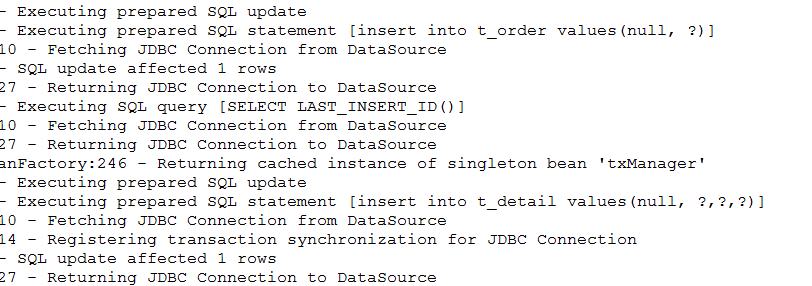 - Executing prepared SQL update
- Executing prepared SQL statement [insert into t_order values(null, ?)]
10 - Fetching JDBC Connection from DataSource
- SQL update affected 1 rows
27 - Returning JDBC Connection to DataSource
- Executing SQL query [SELECT LAST_INSERT_ID()]
10 - Fetching JDBC Connection from DataSource
27 - Returning JDBC Connection to DataSource
anFactory:246 - Returning cached instance of singleton bean 'txManager'
- Executing prepared SQL update
- Executing prepared SQL statement [insert into t_detail values(null, ?,?,?)]
10 - Fetching JDBC Connection from DataSource
14 - Registering transaction synchronization for JDBC Connection
- SQL update affected 1 rows
27 - Returning JDBC Connection to DataSource